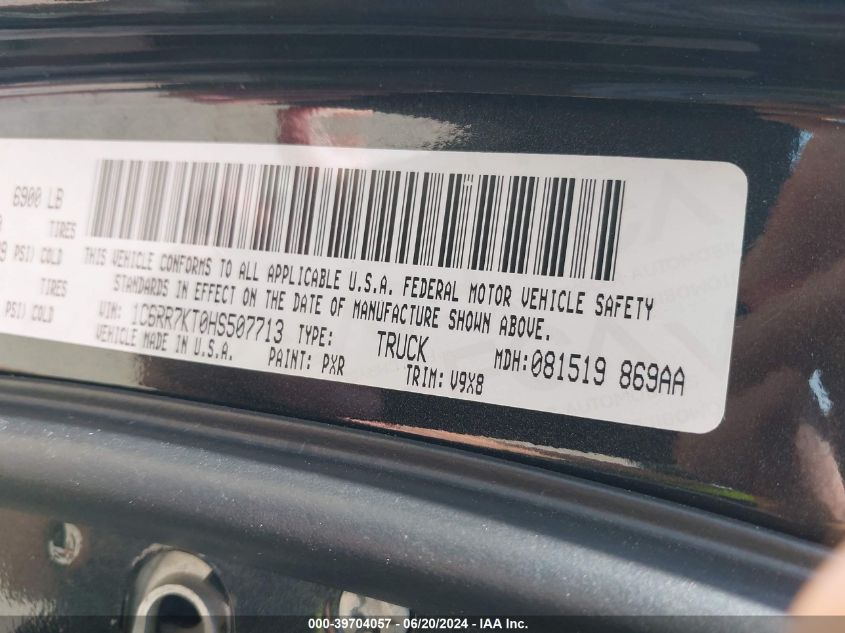 6900 LB
TIRES
PSI) COLD
TIRES
PSI) COLD
THIS VEHICLE CONFORMS TO ALL APPLICABLE U.S.A. FEDERAL MOTOR VEHICLE SAFETY
STANDARDS IN EFFECT ON THE DATE OF MANUFACTURE SHOWN ABOVE.
VIN: 1C6RR7KT0HS507713 TYPE: TRUCK MDH:081519 869AA
VEHICLE MADE IN U.S.A. PAINT: PXR TRIM: V9X8
000-39704057 - 06/20/2024 - IAA Inc.